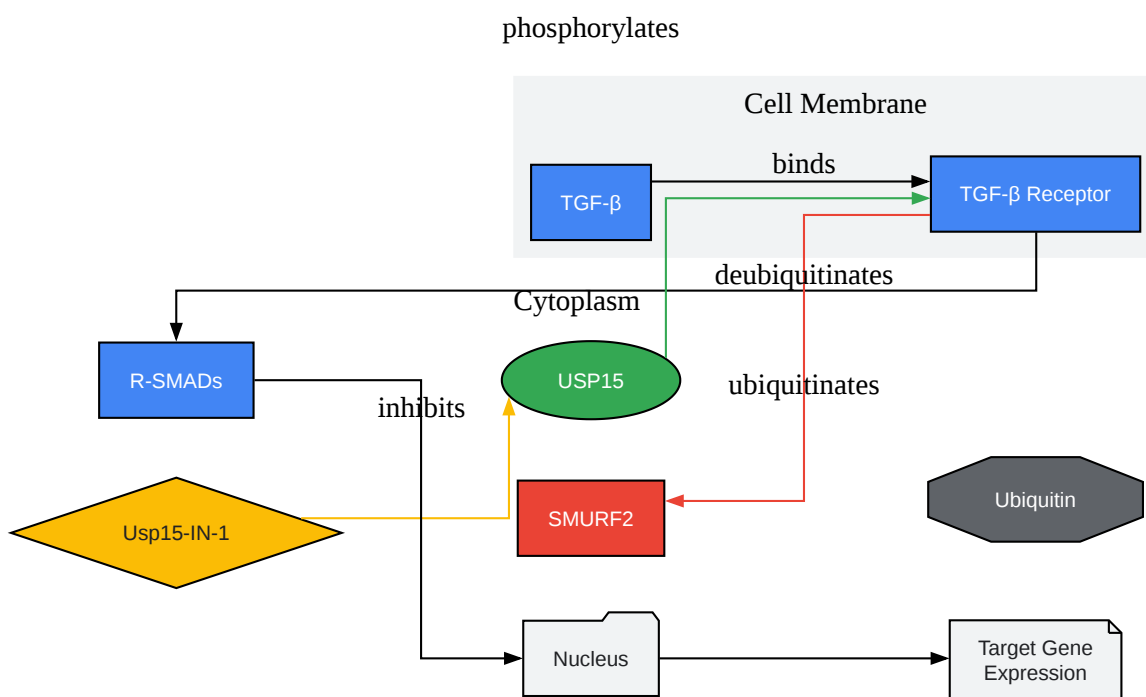 phosphorylates
Cell Membrane
binds
TGF-β
TGF-β Receptor
deubiquitinates
Cytoplasm
R-SMADs
USP15
ubiquitinates
inhibits
Usp15-IN-1
SMURF2
Ubiquitin
Nucleus
Target Gene
Expression